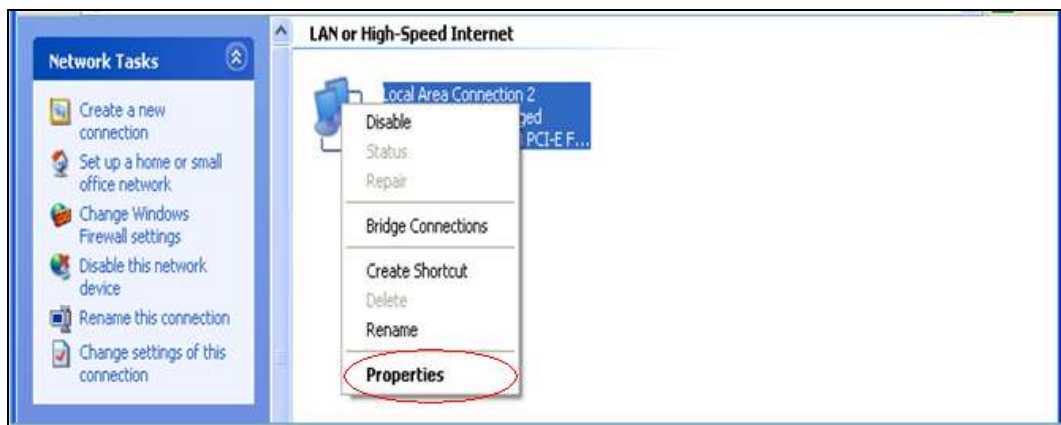 Network Tasks
Create a new
connection
Set up a home or small
office network
Change Windows
Firewall settings
Disable this network
device
Rename this connection
Change settings of this
connection
LAN or High-Speed Internet
Local Area Connection 2
PCI-E F...
Disable
Status
Repair
Bridge Connections
Create Shortcut
Delete
Rename
Properties